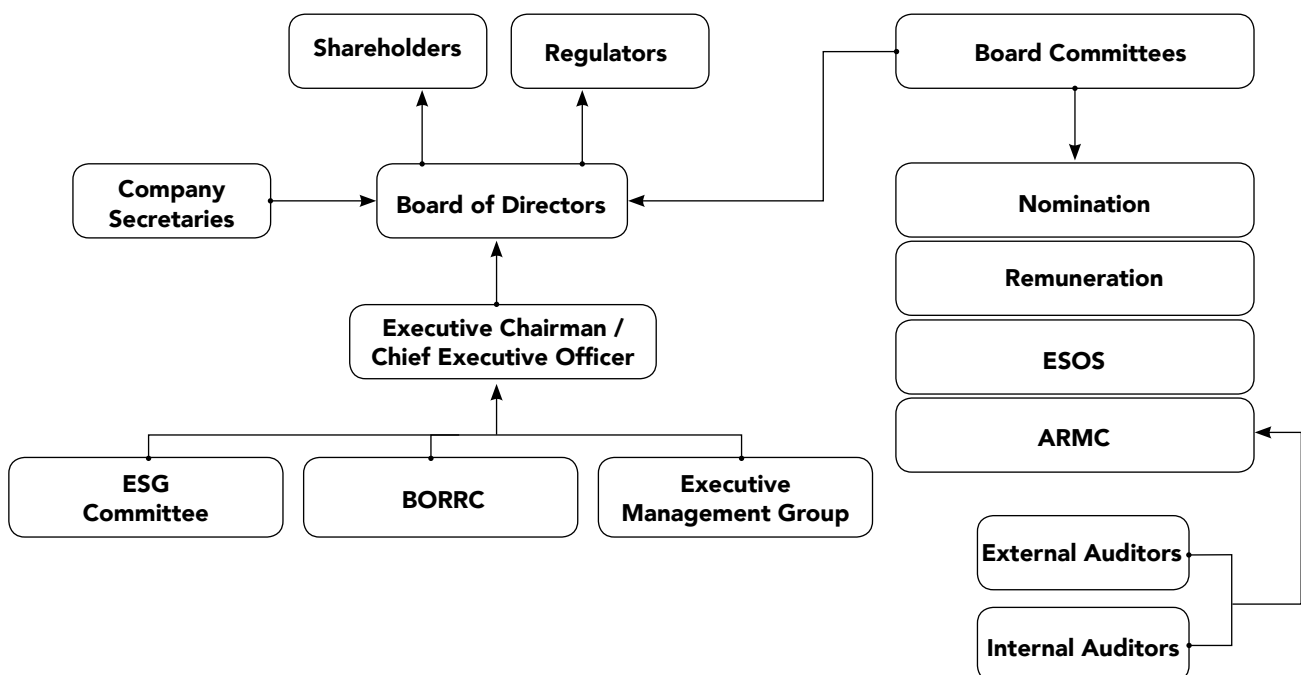 Shareholders
Regulators
Board Committees
Company
Secretaries
Board of Directors
Nomination
Remuneration
Executive Chairman /
Chief Executive Officer
ESOS
ARMC
ESG
Committee
BORRC
Executive
Management Group
External Auditors
Internal Auditors